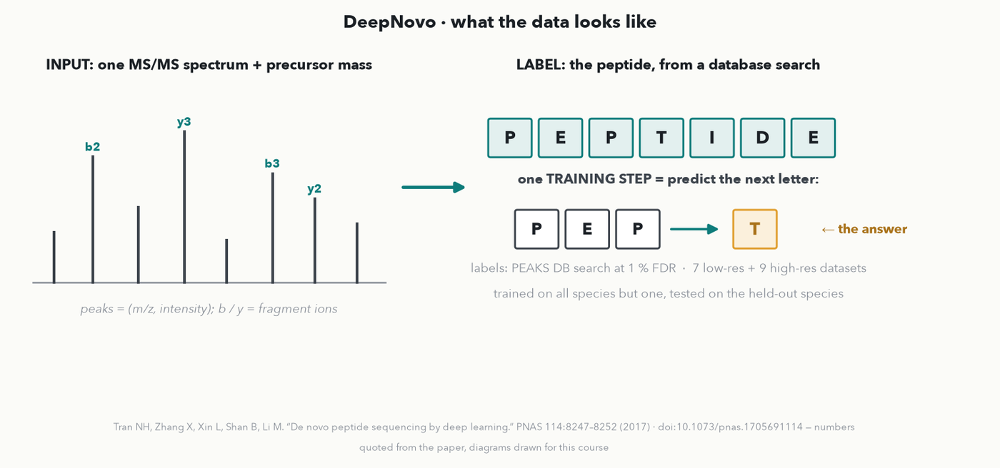 DeepNovo · what the data looks like
INPUT: one MS/MS spectrum + precursor mass
y3
b2
b3
y2
peaks = (m/z, intensity); b / y = fragment ions
LABEL: the peptide, from a database search
P E P T I D E
one TRAINING STEP = predict the next letter:
P E P T ← the answer
labels: PEAKS DB search at 1 % FDR · 7 low-res + 9 high-res datasets
trained on all species but one, tested on the held-out species
Tran NH, Zhang X, Xin L, Shan B, Li M. “De novo peptide sequencing by deep learning.” PNAS 114:8247–8252 (2017) · doi:10.1073/pnas.1705691114 — numbers
quoted from the paper, diagrams drawn for this course